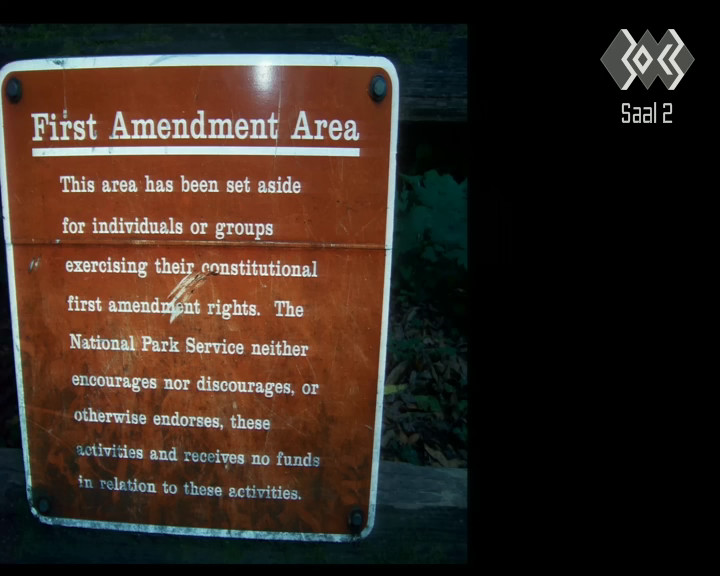 First Amendment Area
This area has been set aside
for individuals or groups
exercising their constitutional
first amendment rights. The
National Park Service neither
encourages nor discourages, or
otherwise endorses, these
activities and receives no funds
in relation to these activities.
Saal 2